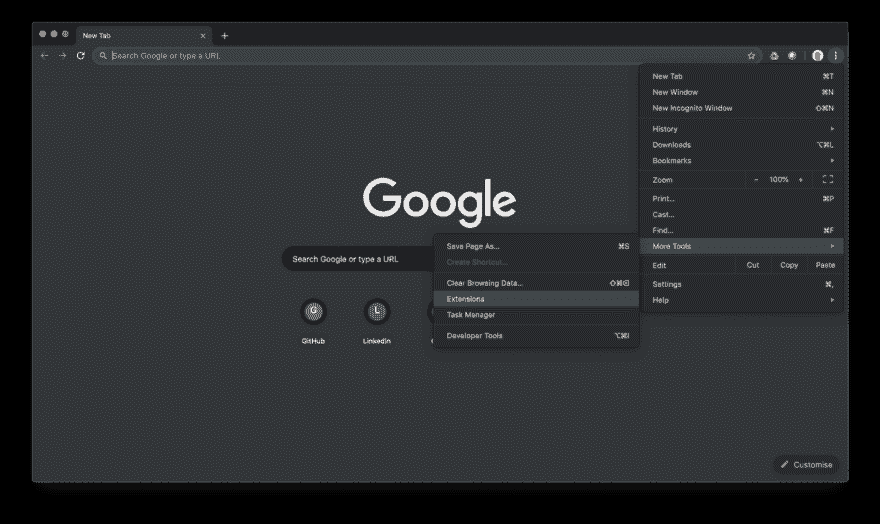 New Tab
Search Google or type a URL
New Tab ⌘T
New Window ⌘N
New Incognito Window ⇧⌘N
History
Downloads ⌥⌘L
Bookmarks
Zoom - 100% +
Print... ⌘P
Cast...
Find... ⌘F
More Tools
Edit Cut Copy Paste
Settings ⌘,
Help
Google
Search Google or type a URL
Save Page As... ⌘S
Create Shortcut...
Clear Browsing Data... ⇧⌘⌫
Extensions
Task Manager
Developer Tools ⌥⌘I
G
L
GitHub
LinkedIn
Customise